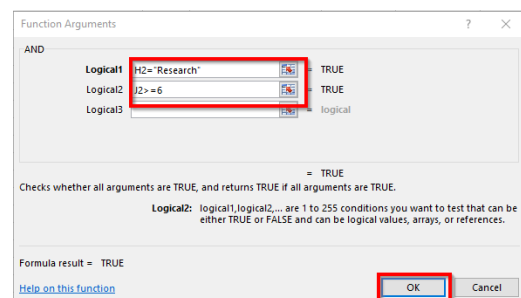 Function Arguments ? ×
AND
Logical1 H2="Research" = TRUE
Logical2 J2>=6 = TRUE
Logical3 = logical
= TRUE
Checks whether all arguments are TRUE, and returns TRUE if all arguments are TRUE.
Logical2: logical1,logical2,... are 1 to 255 conditions you want to test that can be
either TRUE or FALSE and can be logical values, arrays, or references.
Formula result = TRUE
Help on this function OK Cancel